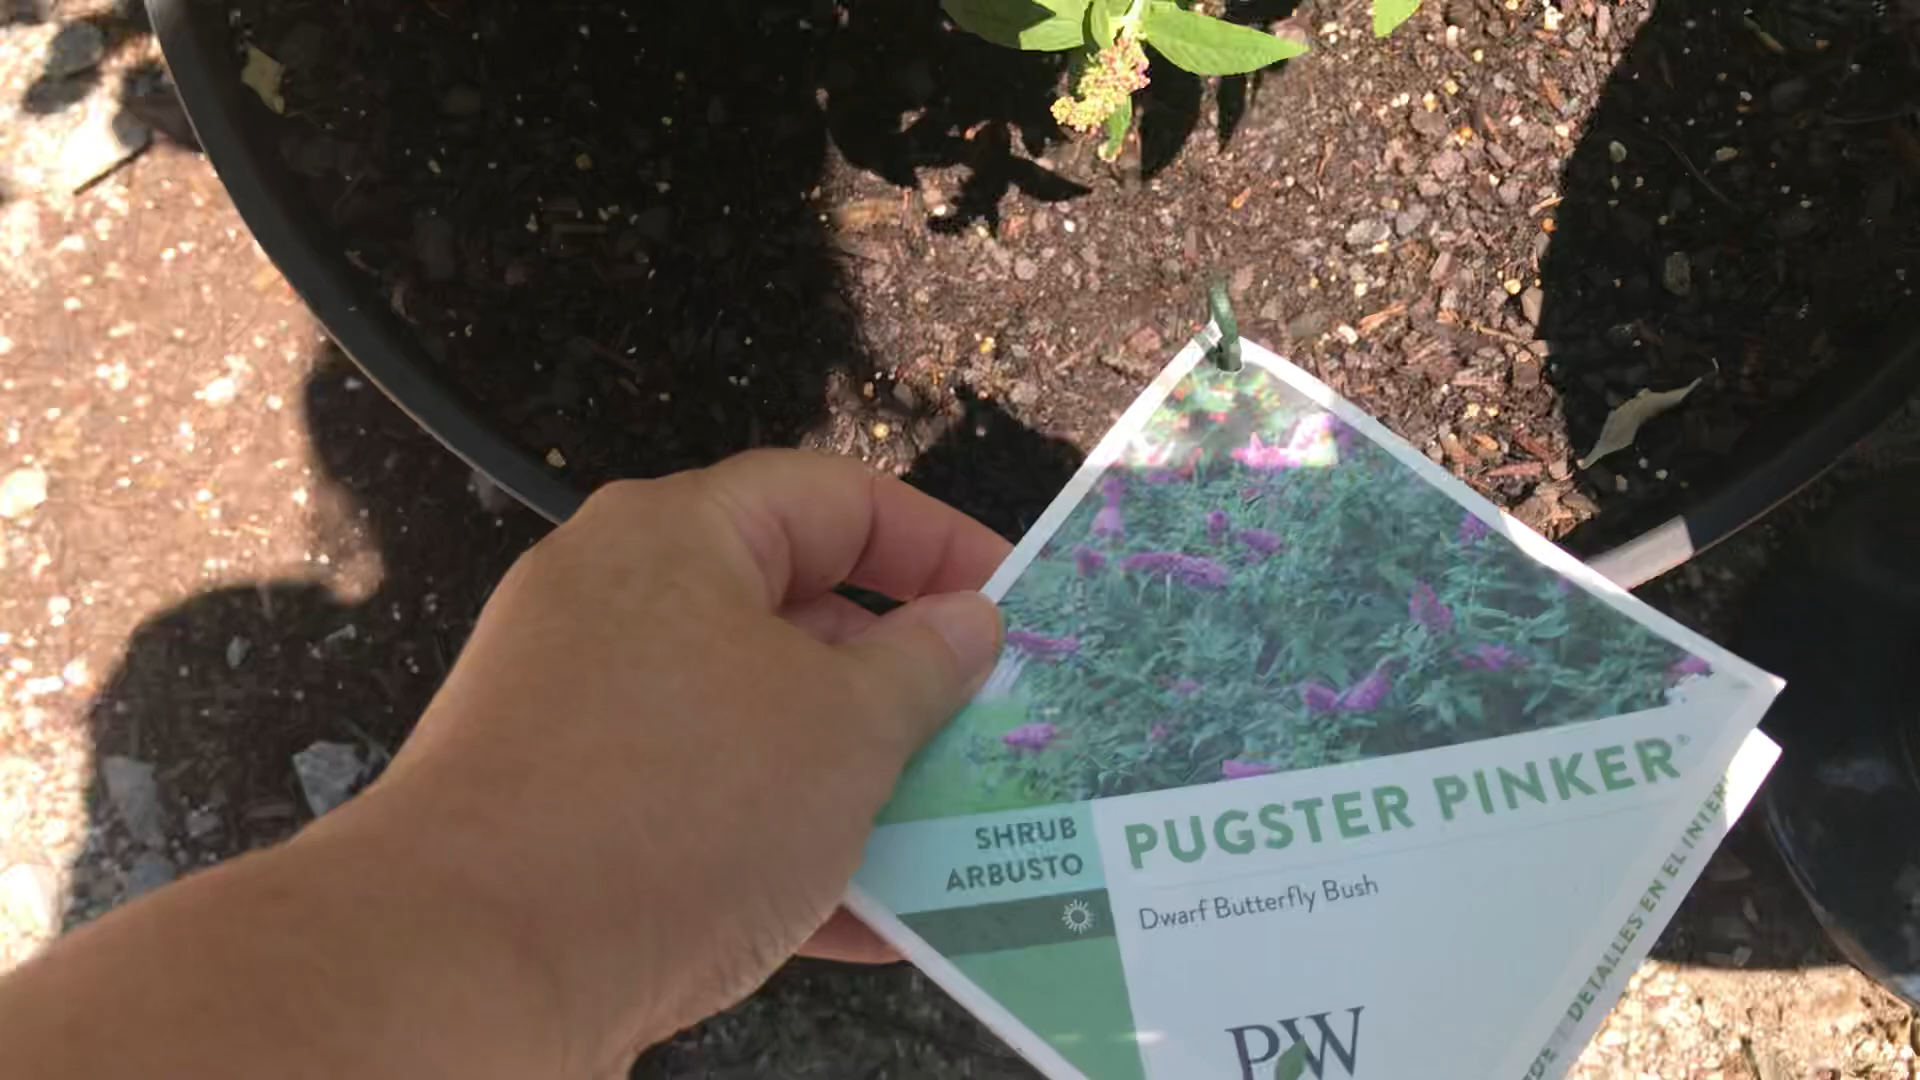 PUGSTER PINKER®
SHRUB
ARBUSTO
Dwarf Butterfly Bush
PW
DETALLES EN EL